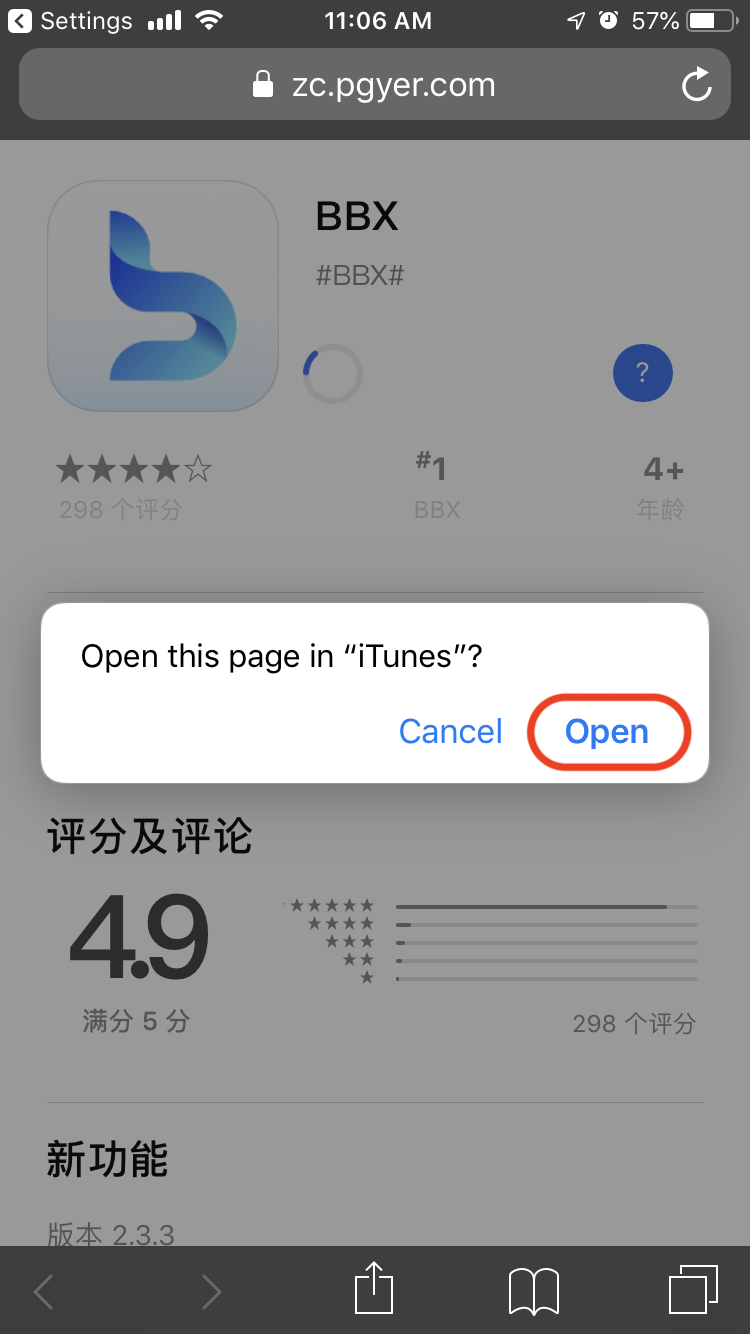 Settings 11:06 AM 57%
zc.pgyer.com
BBX
#BBX#
?
#1 4+
298 个评分 BBX 年龄
Open this page in “iTunes”?
Cancel Open
评分及评论
4.9
满分 5 分 298 个评分
新功能
版本 2.3.3